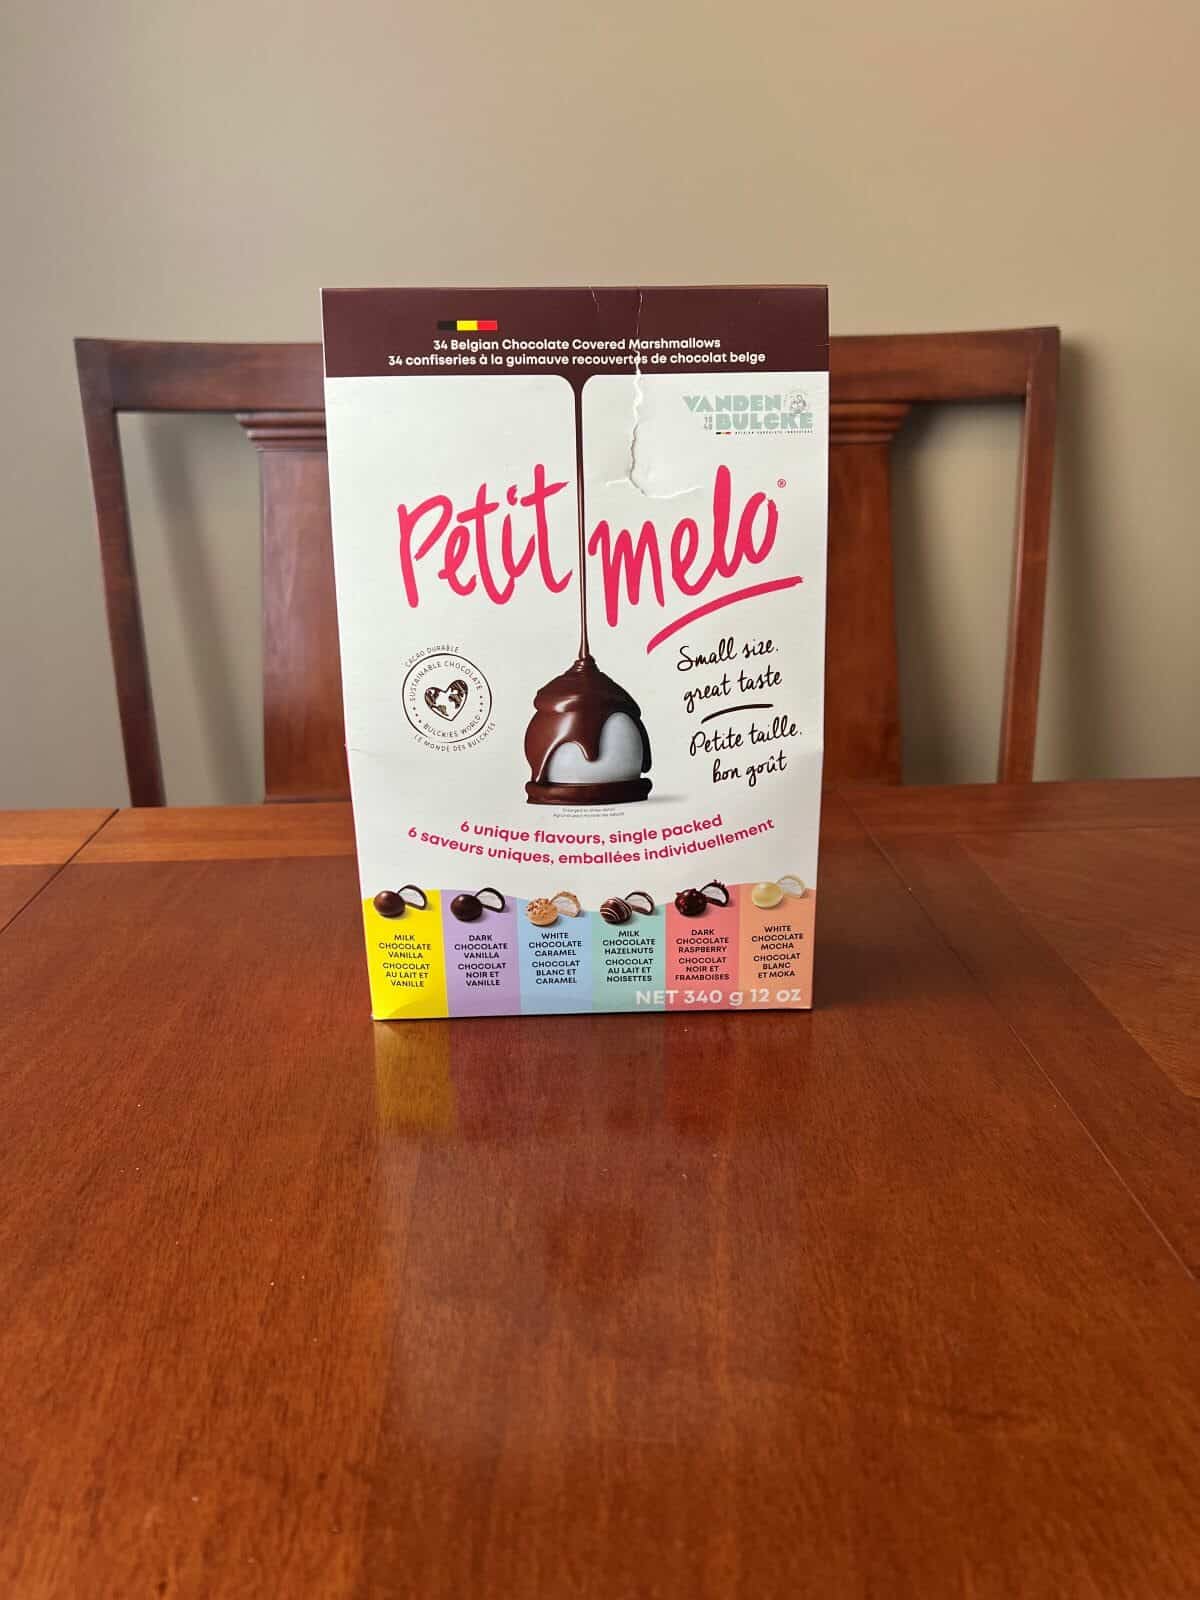 34 Belgian Chocolate Covered Marshmallows
34 confiseries à la guimauve recouvertes de chocolat belge
VANDEN
18 40 BULCKE
BELGIAN CHOCOLATE
Petit melo®
CACAO DURABLE
SUSTAINABLE CHOCOLATE
BULCKIES WORLD
LE MONDE DES BULCKIES
Small size.
great taste
Petite taille.
bon goût
6 unique flavours, single packed
6 saveurs uniques, emballées individuellement
MILK
CHOCOLATE
VANILLA
CHOCOLAT
AU LAIT ET
VANILLE
DARK
CHOCOLATE
VANILLA
CHOCOLAT
NOIR ET
VANILLE
WHITE
CHOCOLATE
CARAMEL
CHOCOLAT
BLANC ET
CARAMEL
MILK
CHOCOLATE
HAZELNUTS
CHOCOLAT
AU LAIT ET
NOISETTES
DARK
CHOCOLATE
RASPBERRY
CHOCOLAT
NOIR ET
FRAMBOISES
WHITE
CHOCOLATE
MOCHA
CHOCOLAT
BLANC
ET MOKA
NET 340 g 12 OZ